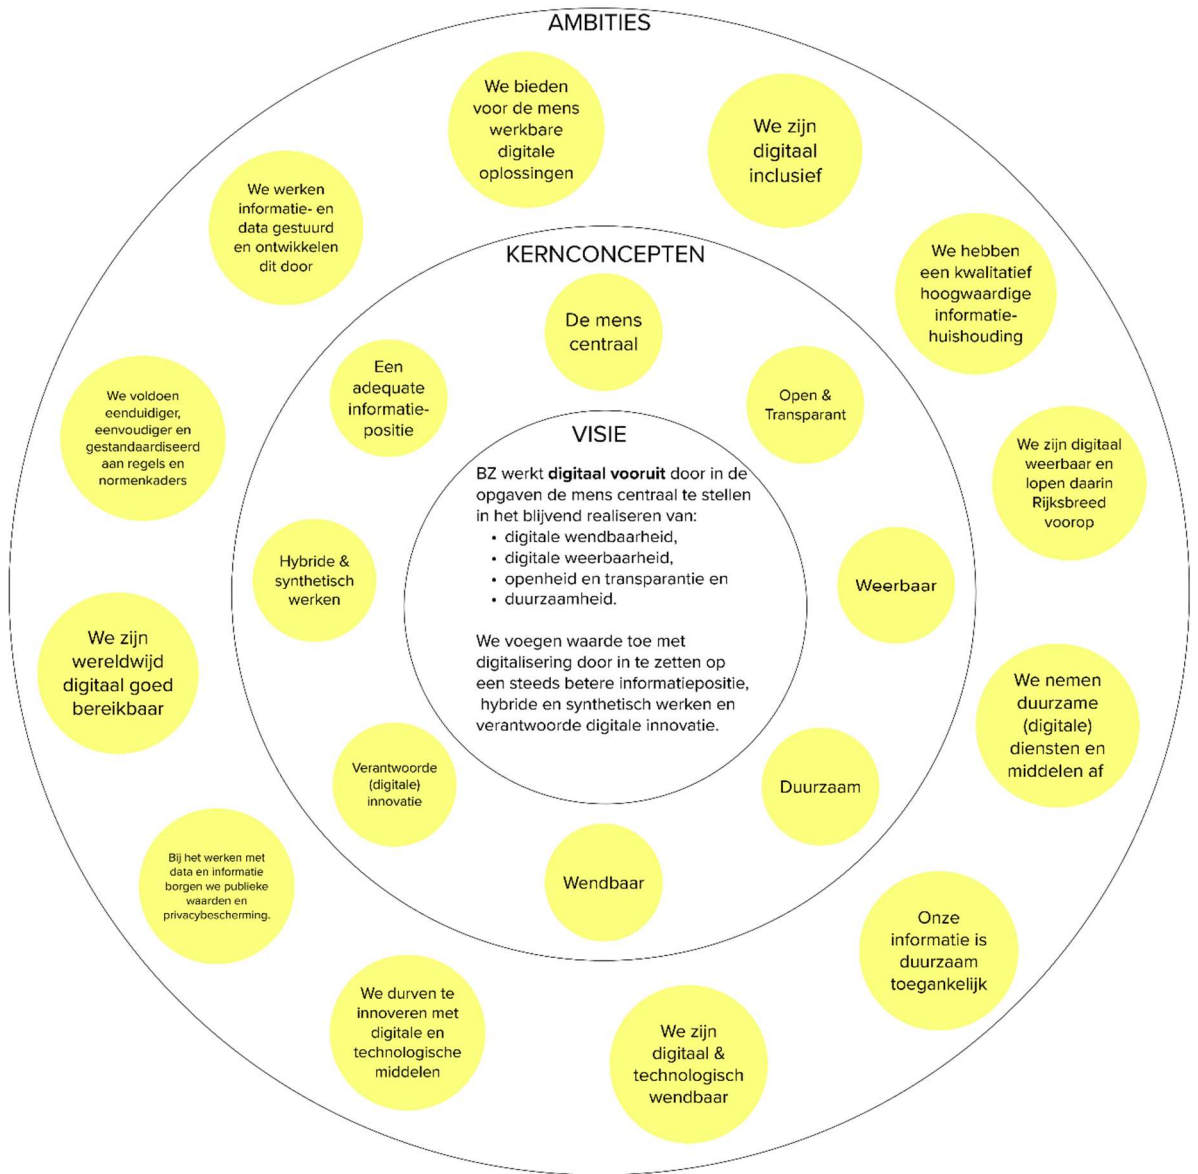 AMBITIES
We bieden
voor de mens
werkbare
digitale
oplossingen
We zijn
digitaal
inclusief
We hebben
een kwalitatief
hoogwaardige
informatie-
huishouding
We zijn digitaal
weerbaar en
lopen daarin
Rijksbreed
voorop
We nemen
duurzame
(digitale)
diensten en
middelen af
Onze
informatie is
duurzaam
toegankelijk
We zijn
digitaal &
technologisch
wendbaar
We durven te
innoveren met
digitale en
technologische
middelen
Bij het werken met
data en informatie
borgen we publieke
waarden en
privacybescherming.
We zijn
wereldwijd
digitaal goed
bereikbaar
We voldoen
eenduidiger,
eenvoudiger en
gestandaardiseerd
aan regels en
normenkaders
We werken
informatie- en
data gestuurd
en ontwikkelen
dit door
KERNCONCEPTEN
De mens
centraal
Open &
Transparant
Weerbaar
Duurzaam
Wendbaar
Verantwoorde
(digitale)
innovatie
Hybride &
synthetisch
werken
Een
adequate
informatie-
positie
VISIE
BZ werkt digitaal vooruit door in de
opgaven de mens centraal te stellen
in het blijvend realiseren van:
• digitale wendbaarheid,
• digitale weerbaarheid,
• openheid en transparantie en
• duurzaamheid.
We voegen waarde toe met
digitalisering door in te zetten op
een steeds betere informatiepositie,
hybride en synthetisch werken en
verantwoorde digitale innovatie.